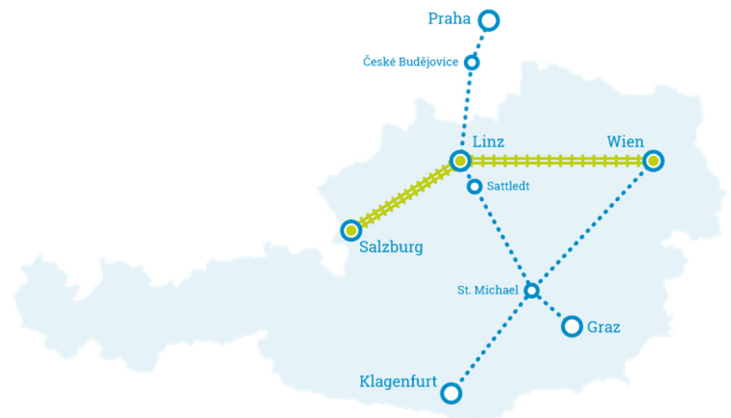 Praha
České Budějovice
Linz
Wien
Sattledt
Salzburg
St. Michael
Graz
Klagenfurt